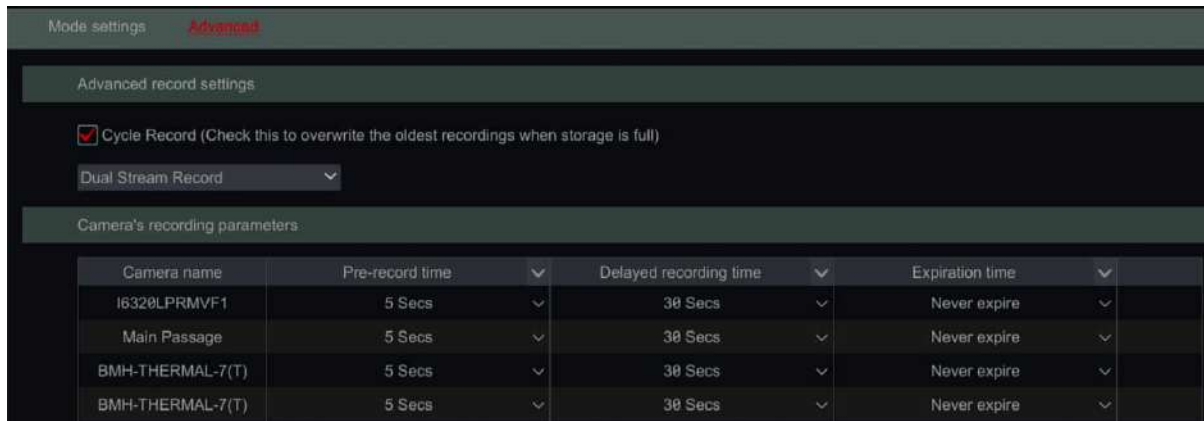 Mode settings Advanced
Advanced record settings
Cycle Record (Check this to overwrite the oldest recordings when storage is full)
Dual Stream Record
Camera's recording parameters
Camera name Pre-record time Delayed recording time Expiration time
I6320LPRMVF1 5 Secs 30 Secs Never expire
Main Passage 5 Secs 30 Secs Never expire
BMH-THERMAL-7(T) 5 Secs 30 Secs Never expire
BMH-THERMAL-7(T) 5 Secs 30 Secs Never expire